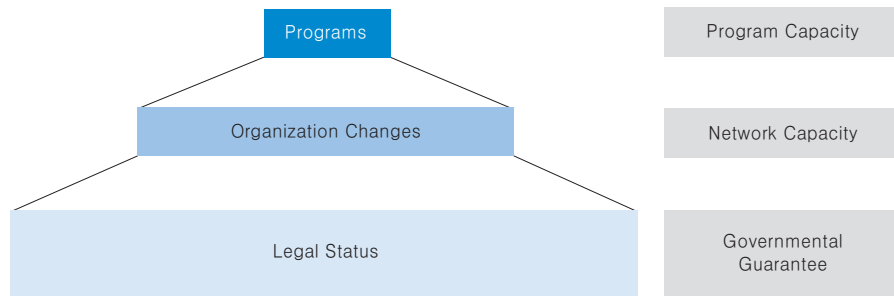 Programs
Program Capacity
Organization Changes
Network Capacity
Legal Status
Governmental
Guarantee